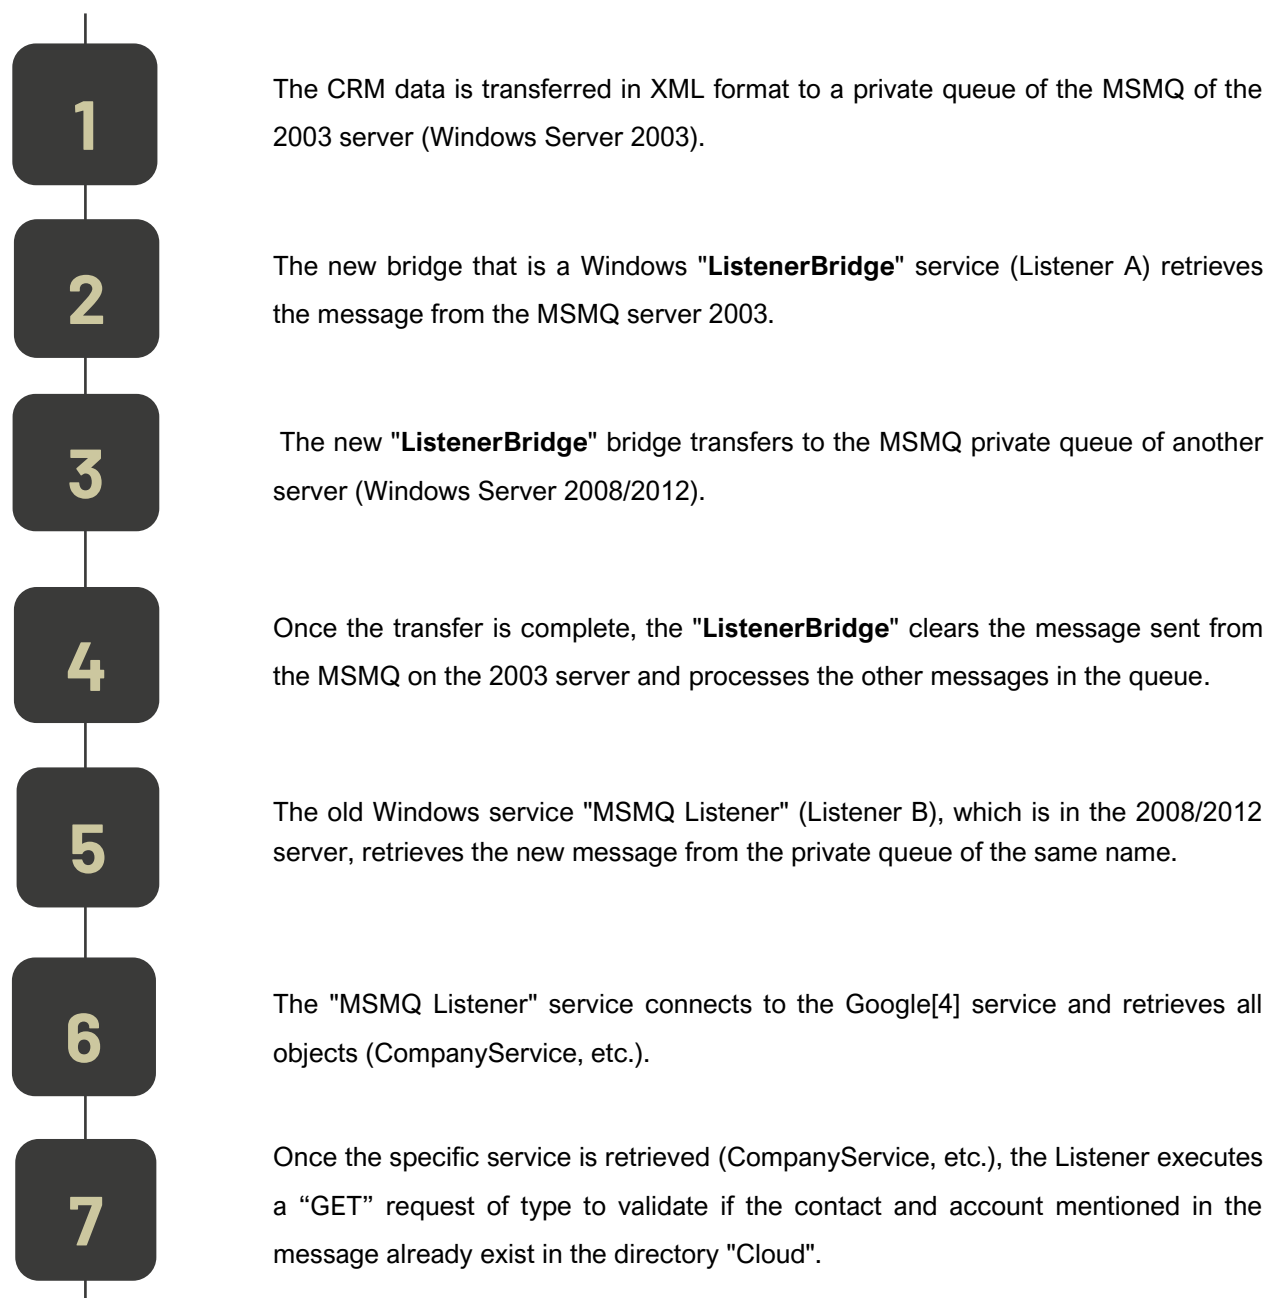 1
The CRM data is transferred in XML format to a private queue of the MSMQ of the
2003 server (Windows Server 2003).
2
The new bridge that is a Windows "ListenerBridge" service (Listener A) retrieves
the message from the MSMQ server 2003.
3
The new "ListenerBridge" bridge transfers to the MSMQ private queue of another
server (Windows Server 2008/2012).
4
Once the transfer is complete, the "ListenerBridge" clears the message sent from
the MSMQ on the 2003 server and processes the other messages in the queue.
5
The old Windows service "MSMQ Listener" (Listener B), which is in the 2008/2012
server, retrieves the new message from the private queue of the same name.
6
The "MSMQ Listener" service connects to the Google[4] service and retrieves all
objects (CompanyService, etc.).
7
Once the specific service is retrieved (CompanyService, etc.), the Listener executes
a “GET” request of type to validate if the contact and account mentioned in the
message already exist in the directory "Cloud".